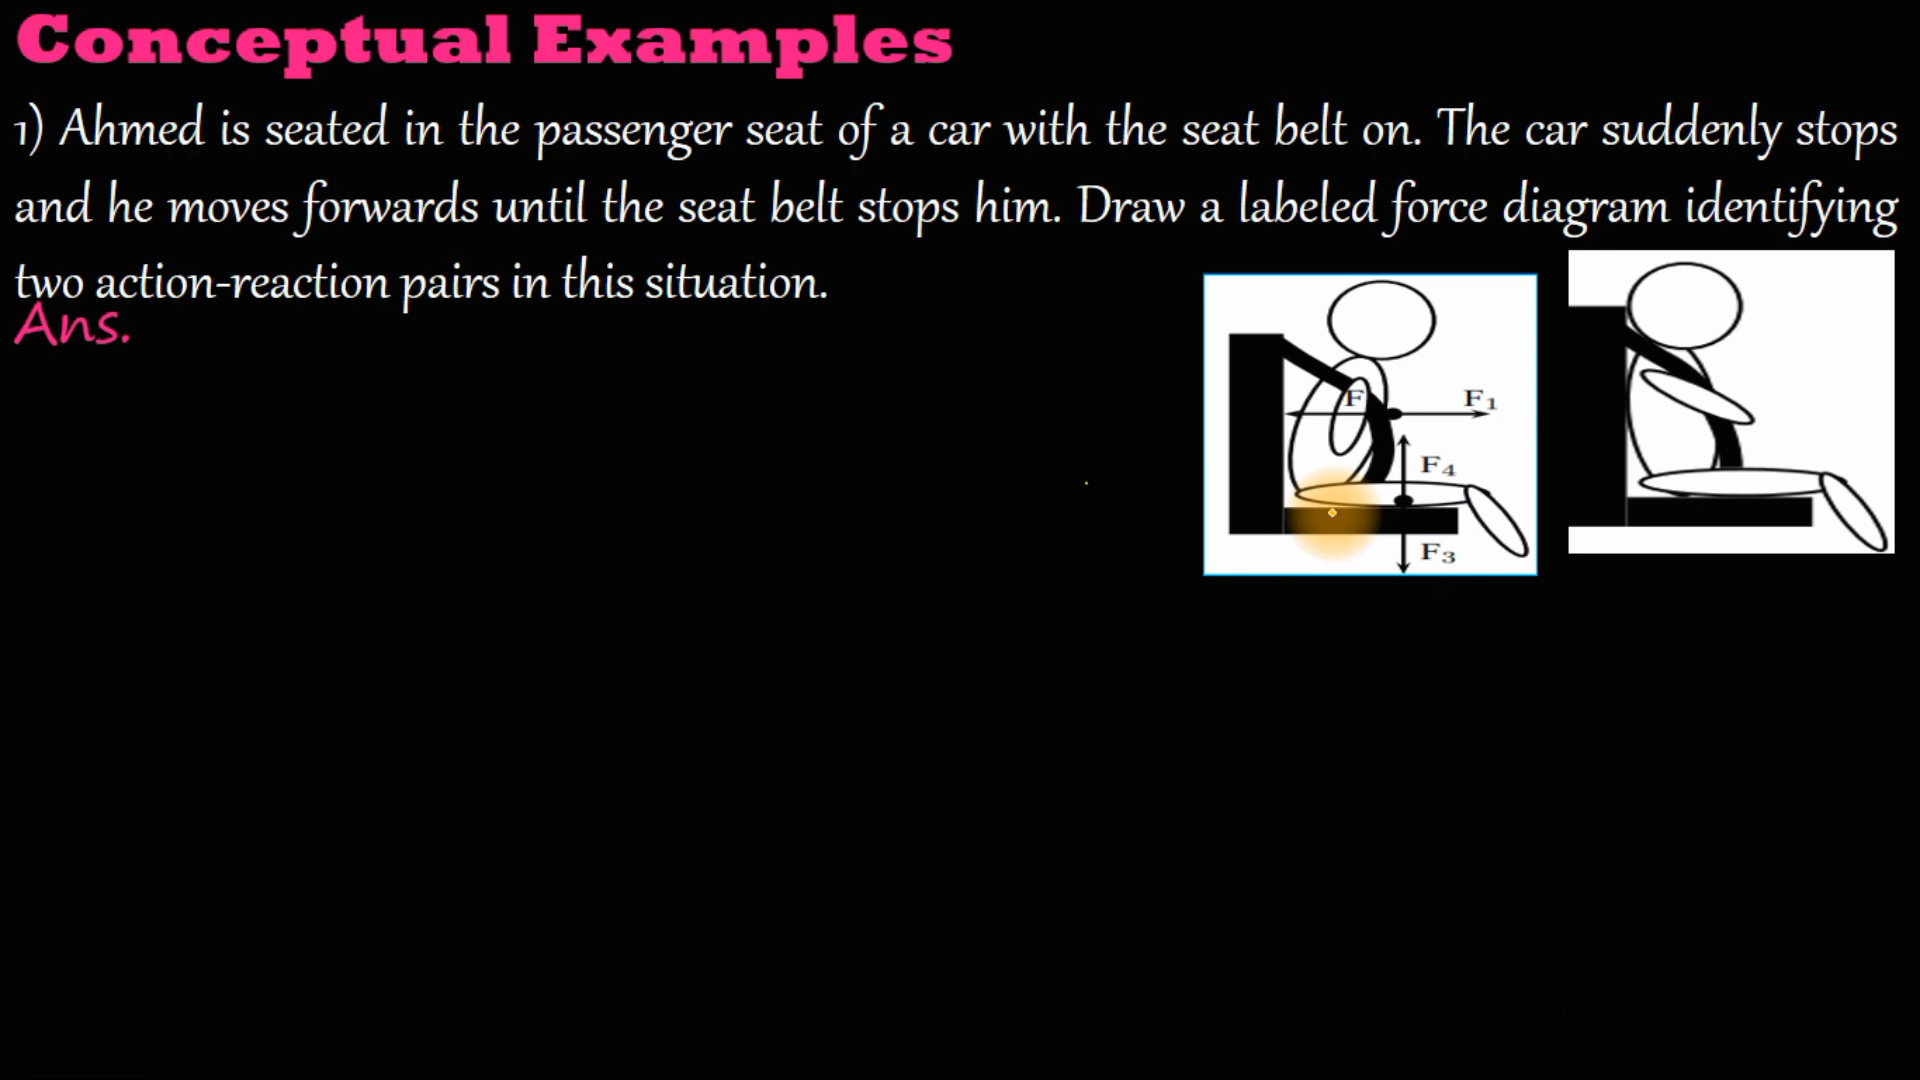 Conceptual Examples
1) Ahmed is seated in the passenger seat of a car with the seat belt on. The car suddenly stops
and he moves forwards until the seat belt stops him. Draw a labeled force diagram identifying
two action-reaction pairs in this situation.
Ans.
F F₁
F₄
F₃